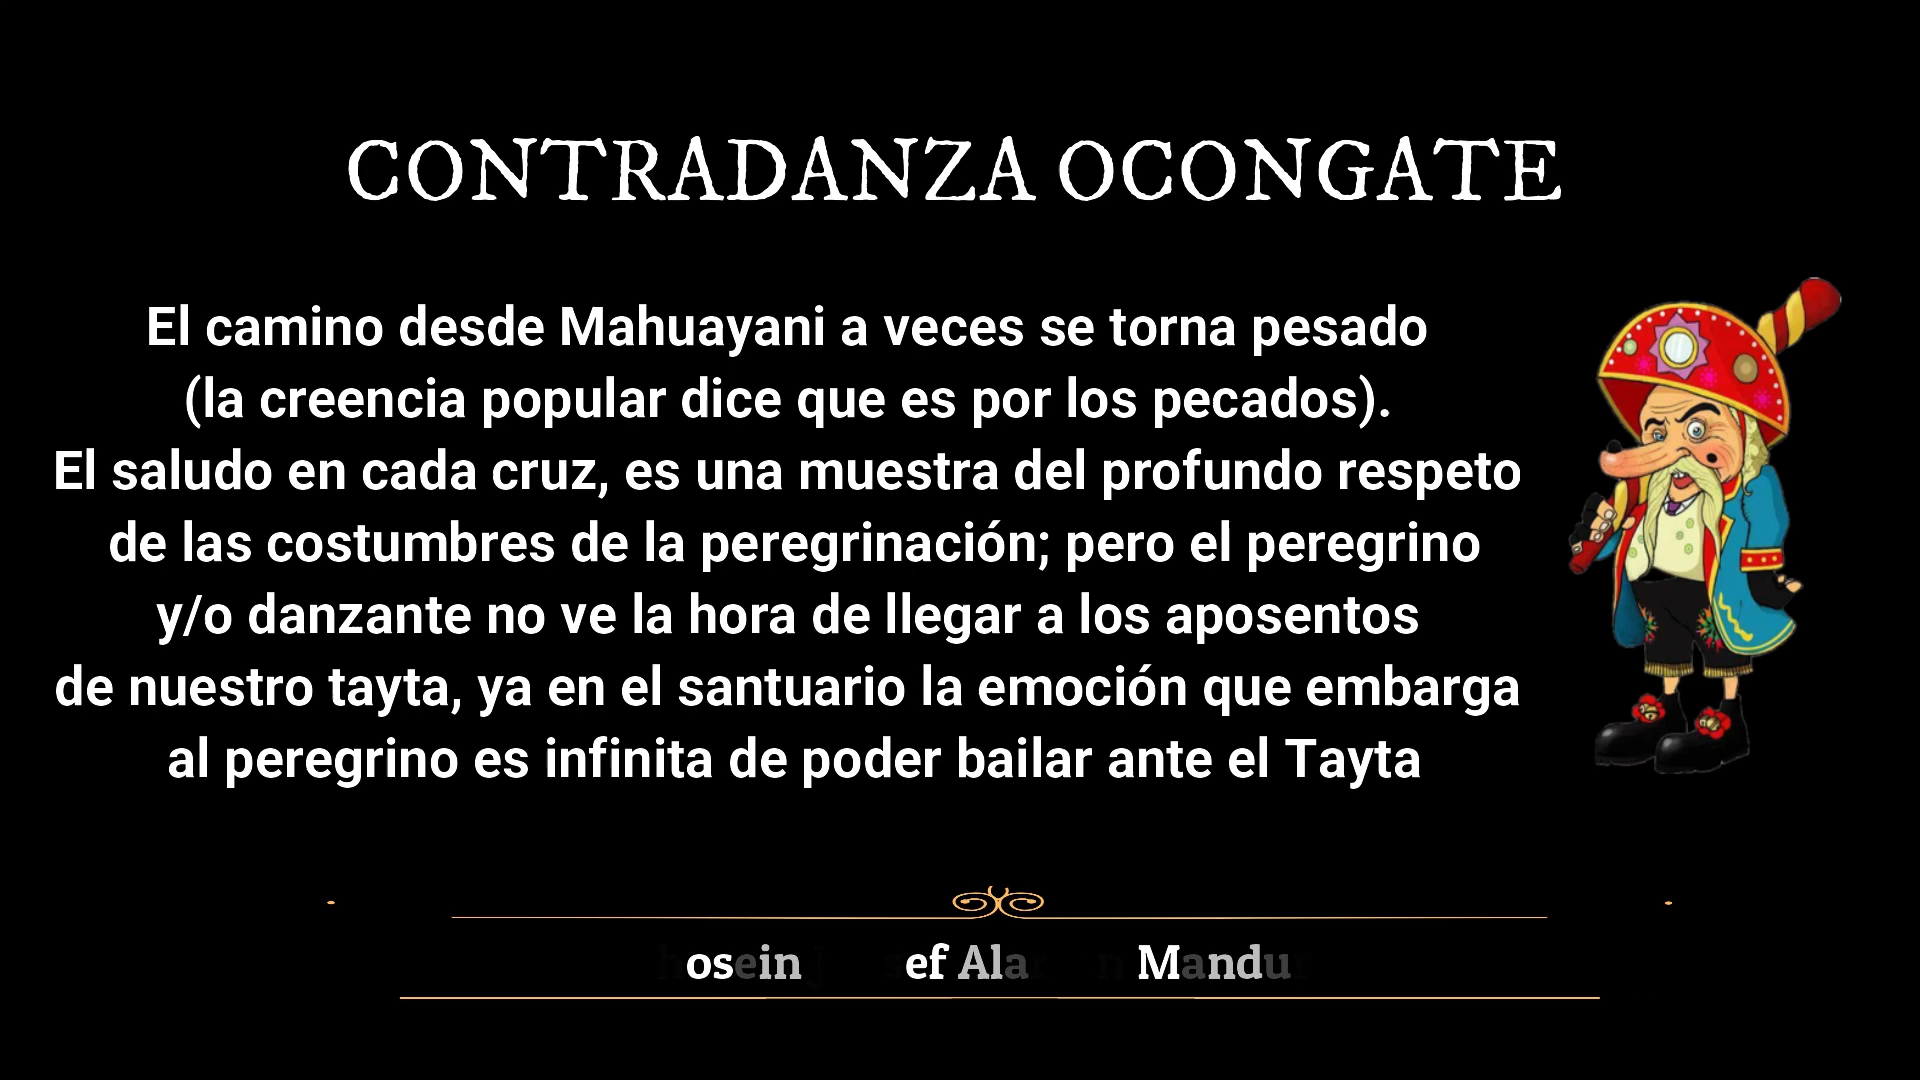 CONTRADANZA OCONGATE
El camino desde Mahuayani a veces se torna pesado
(la creencia popular dice que es por los pecados).
El saludo en cada cruz, es una muestra del profundo respeto
de las costumbres de la peregrinación; pero el peregrino
y/o danzante no ve la hora de llegar a los aposentos
de nuestro tayta, ya en el santuario la emoción que embarga
al peregrino es infinita de poder bailar ante el Tayta